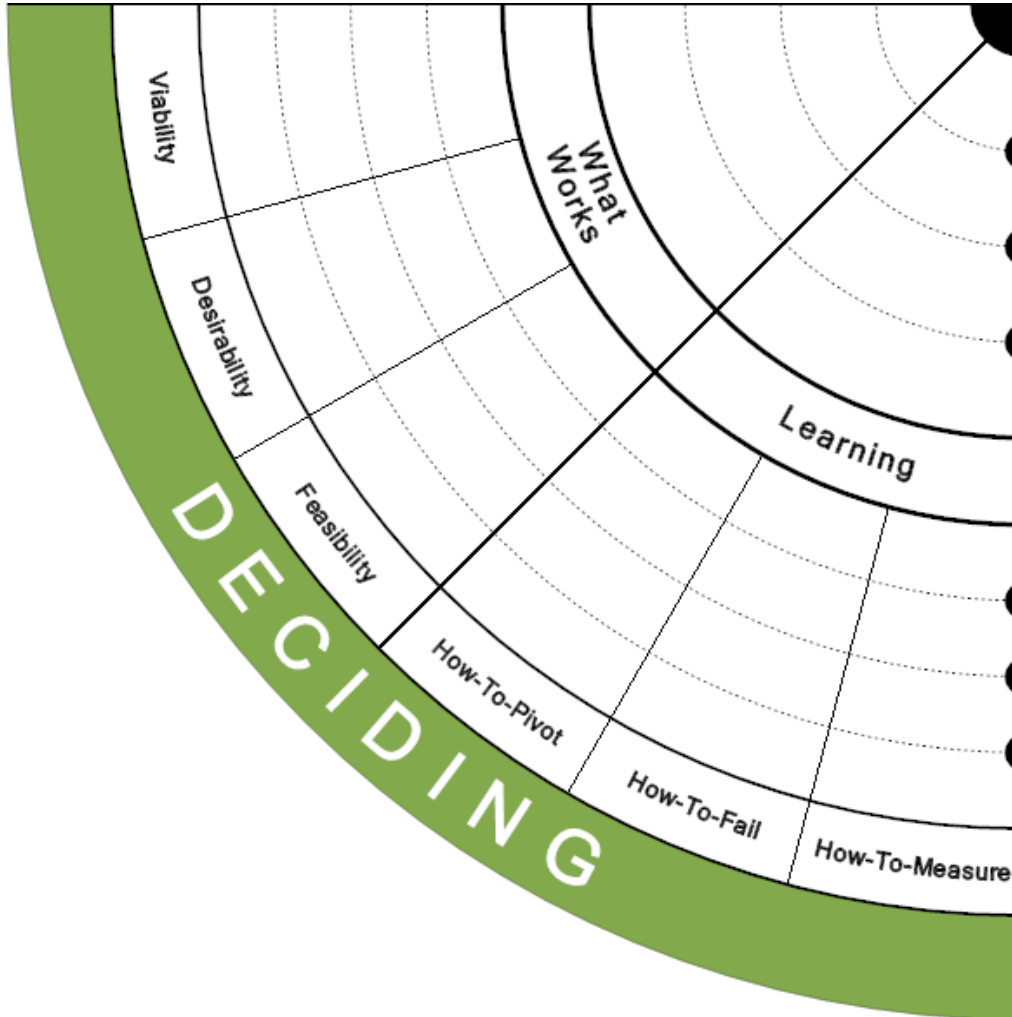 Viability
What
Works
Desirability
Learning
Feasibility
DECIDING
How-To-Pivot
How-To-Fail
How-To-Measure